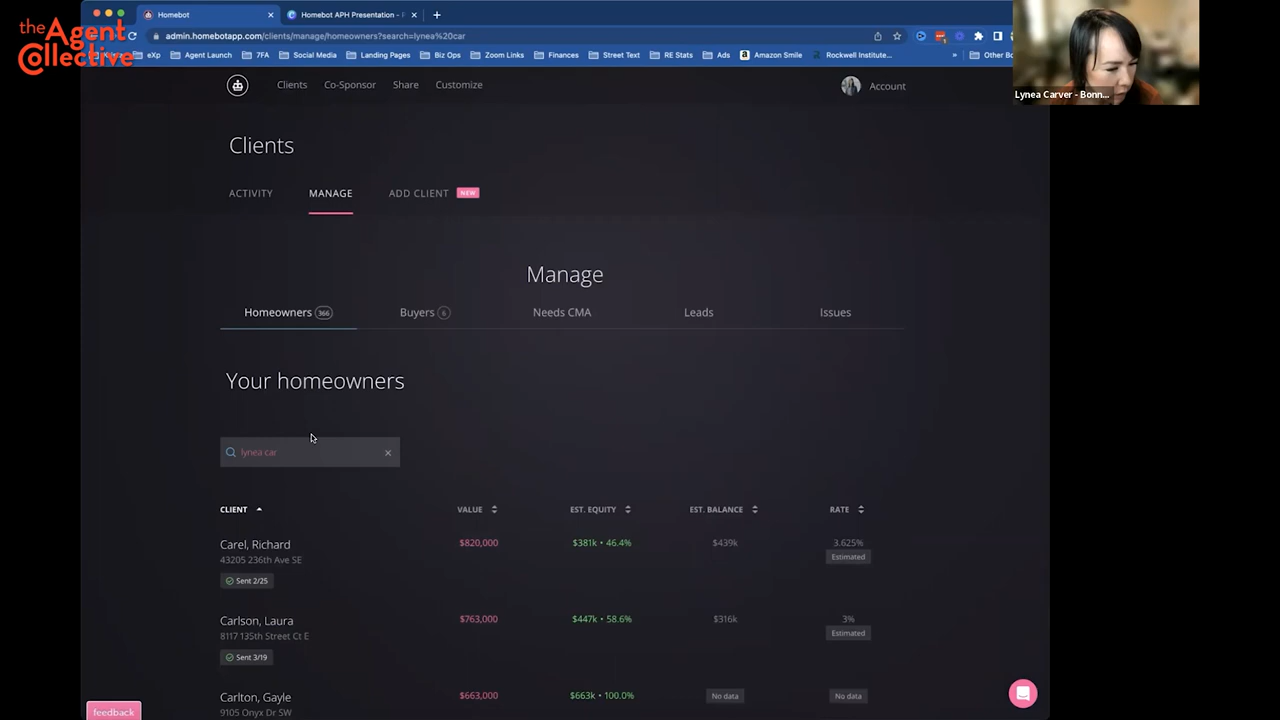 the
Agent
Collective
Homebot
Homebot APH Presentation -
admin.homebotapp.com/clients/manage/homeowners?search=lynea%20car
eXp
Agent Launch
7FA
Social Media
Landing Pages
Biz Ops
Zoom Links
Finances
Street Text
RE Stats
Ads
Amazon Smile
Rockwell Institute...
»
Other Bo
Lynea Carver - Bonn...
Clients
Co-Sponsor
Share
Customize
Account
Clients
ACTIVITY
MANAGE
ADD CLIENT
NEW
Manage
Homeowners 366
Buyers 6
Needs CMA
Leads
Issues
Your homeowners
lynea car
CLIENT
VALUE
EST. EQUITY
EST. BALANCE
RATE
Carel, Richard
$820,000
$381k • 46.4%
$439k
3.625%
43205 236th Ave SE
Estimated
Sent 2/25
Carlson, Laura
$763,000
$447k • 58.6%
$316k
3%
8117 135th Street Ct E
Estimated
Sent 3/19
Carlton, Gayle
$663,000
$663k • 100.0%
No data
No data
9105 Onyx Dr SW
feedback